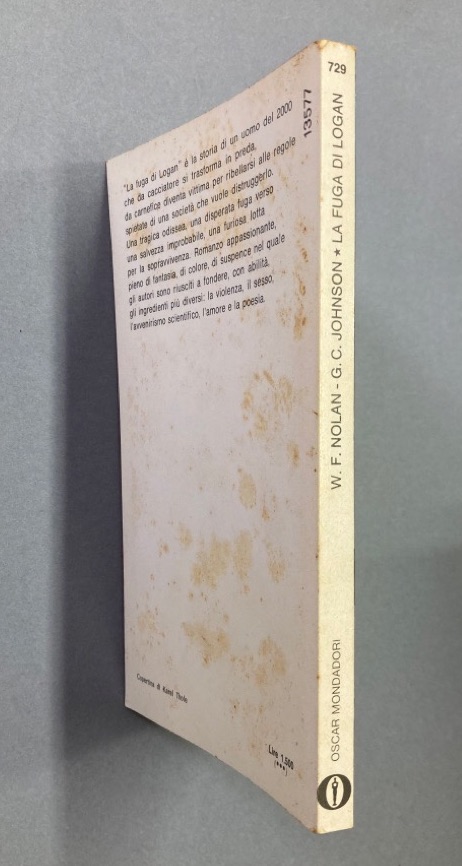 "La fuga di Logan" è la storia di un uomo del 2000
che da cacciatore si trasforma in preda,
da carnefice diventa vittima per ribellarsi alle regole
spietate di una società che vuole distruggerlo.
Una tragica odissea, una disperata fuga verso
una salvezza improbabile, una furiosa lotta
per la sopravvivenza. Romanzo appassionante,
pieno di fantasia, di colore, di suspence nel quale
gli autori sono riusciti a fondere, con abilità,
gli ingredienti più diversi: la violenza, il sesso,
l'avvenirismo scientifico, l'amore e la poesia.
13577
Copertina di Karel Thole
Lire 1.500
(***)
729
W. F. NOLAN - G. C. JOHNSON ★ LA FUGA DI LOGAN
OSCAR MONDADORI